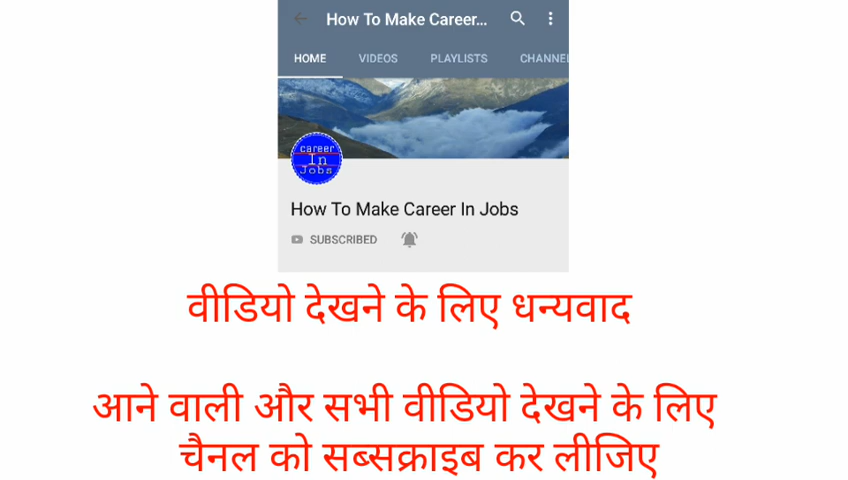 How To Make Career...
HOME VIDEOS PLAYLISTS CHANNEL
career
In
Jobs
How To Make Career In Jobs
SUBSCRIBED
वीडियो देखने के लिए धन्यवाद
आने वाली और सभी वीडियो देखने के लिए
चैनल को सब्सक्राइब कर लीजिए